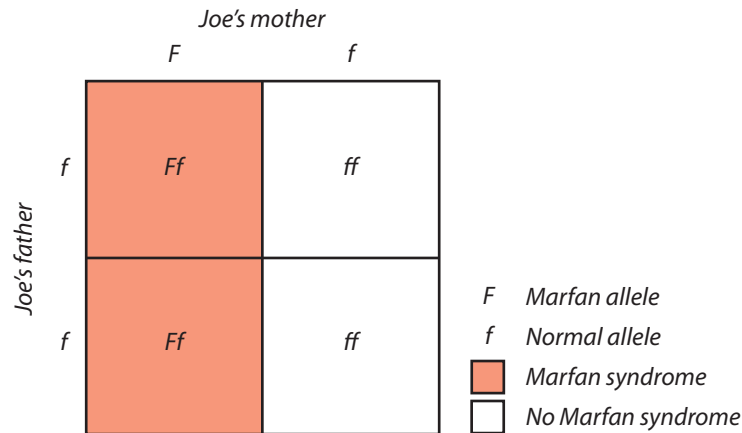 Joe's mother
F f
f Ff ff
Joe's father
f Ff ff
F Marfan allele
f Normal allele
Marfan syndrome
No Marfan syndrome